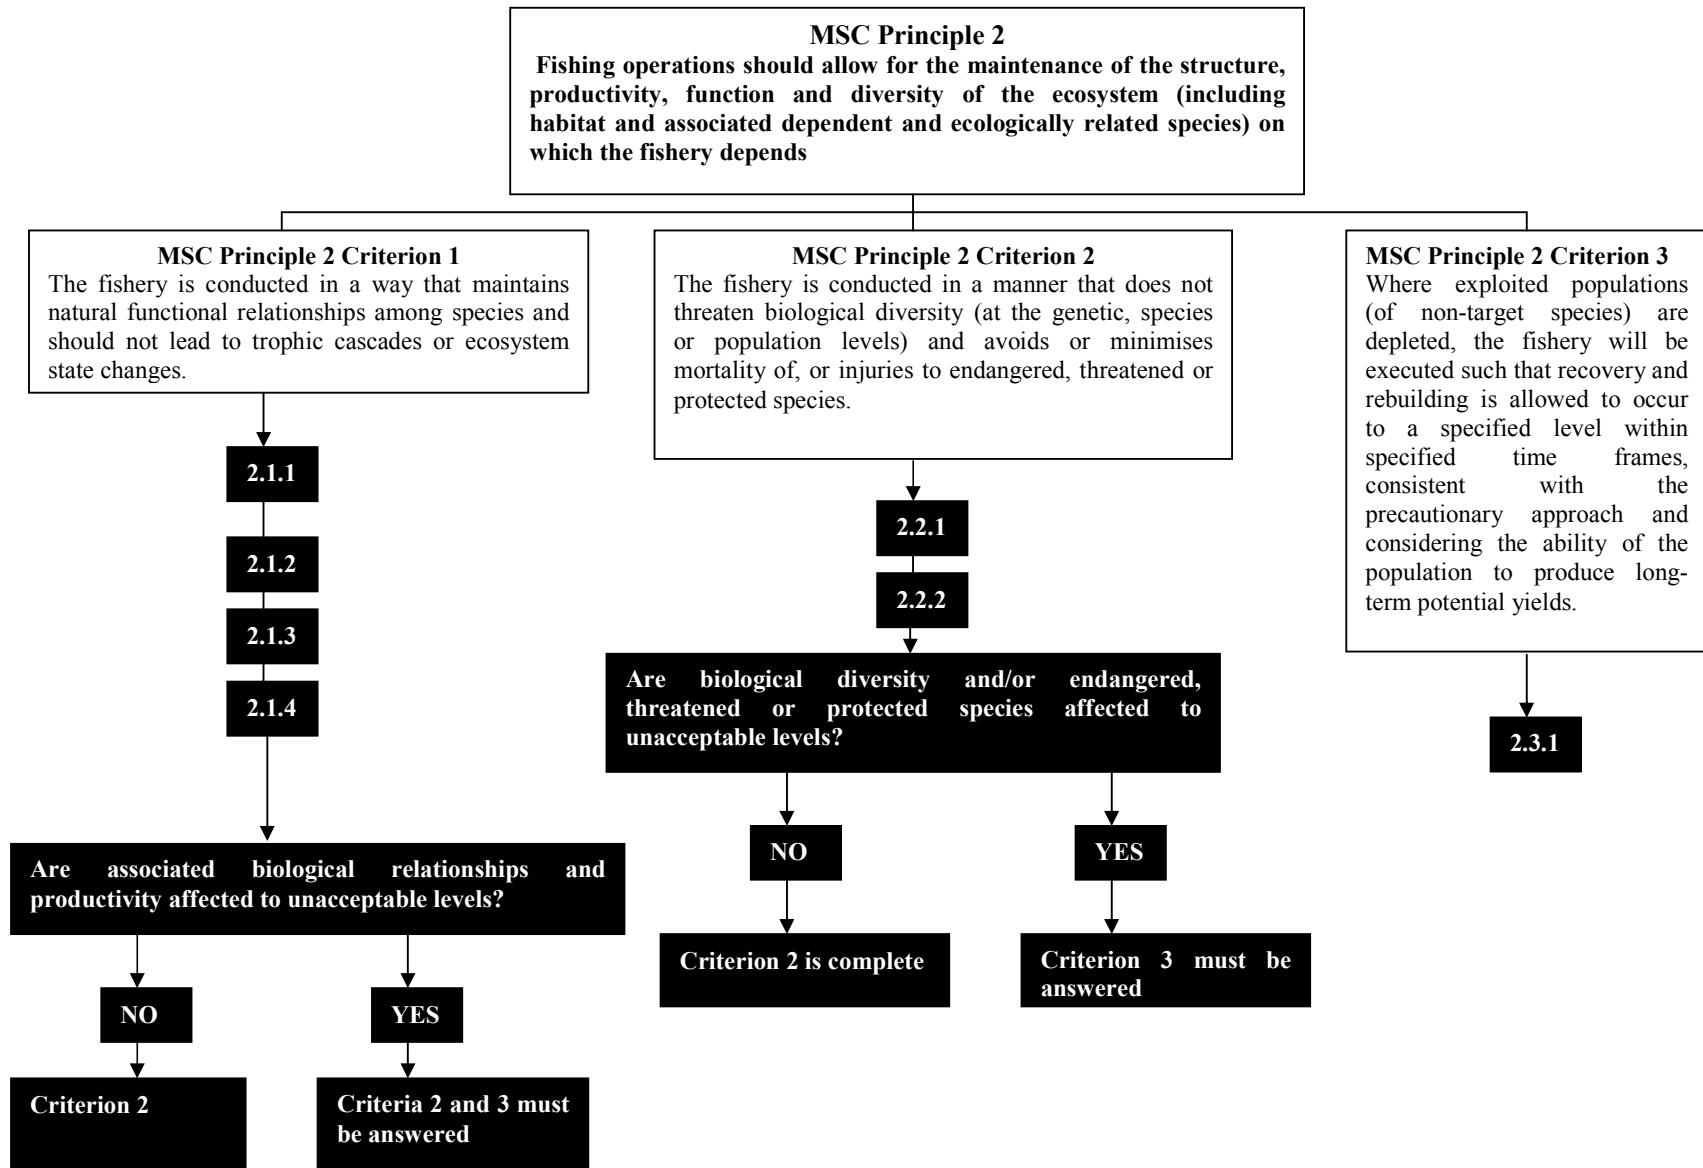 MSC Principle 2
Fishing operations should allow for the maintenance of the structure,
productivity, function and diversity of the ecosystem (including
habitat and associated dependent and ecologically related species) on
which the fishery depends
MSC Principle 2 Criterion 1
The fishery is conducted in a way that maintains
natural functional relationships among species and
should not lead to trophic cascades or ecosystem
state changes.
2.1.1
2.1.2
2.1.3
2.1.4
Are associated biological relationships and
productivity affected to unacceptable levels?
NO
YES
Criterion 2
Criteria 2 and 3 must
be answered
MSC Principle 2 Criterion 2
The fishery is conducted in a manner that does not
threaten biological diversity (at the genetic, species
or population levels) and avoids or minimises
mortality of, or injuries to endangered, threatened or
protected species.
2.2.1
2.2.2
Are biological diversity and/or endangered,
threatened or protected species affected to
unacceptable levels?
NO
YES
Criterion 2 is complete
Criterion 3 must be
answered
MSC Principle 2 Criterion 3
Where exploited populations
(of non-target species) are
depleted, the fishery will be
executed such that recovery and
rebuilding is allowed to occur
to a specified level within
specified time frames,
consistent with the
precautionary approach and
considering the ability of the
population to produce long-
term potential yields.
2.3.1